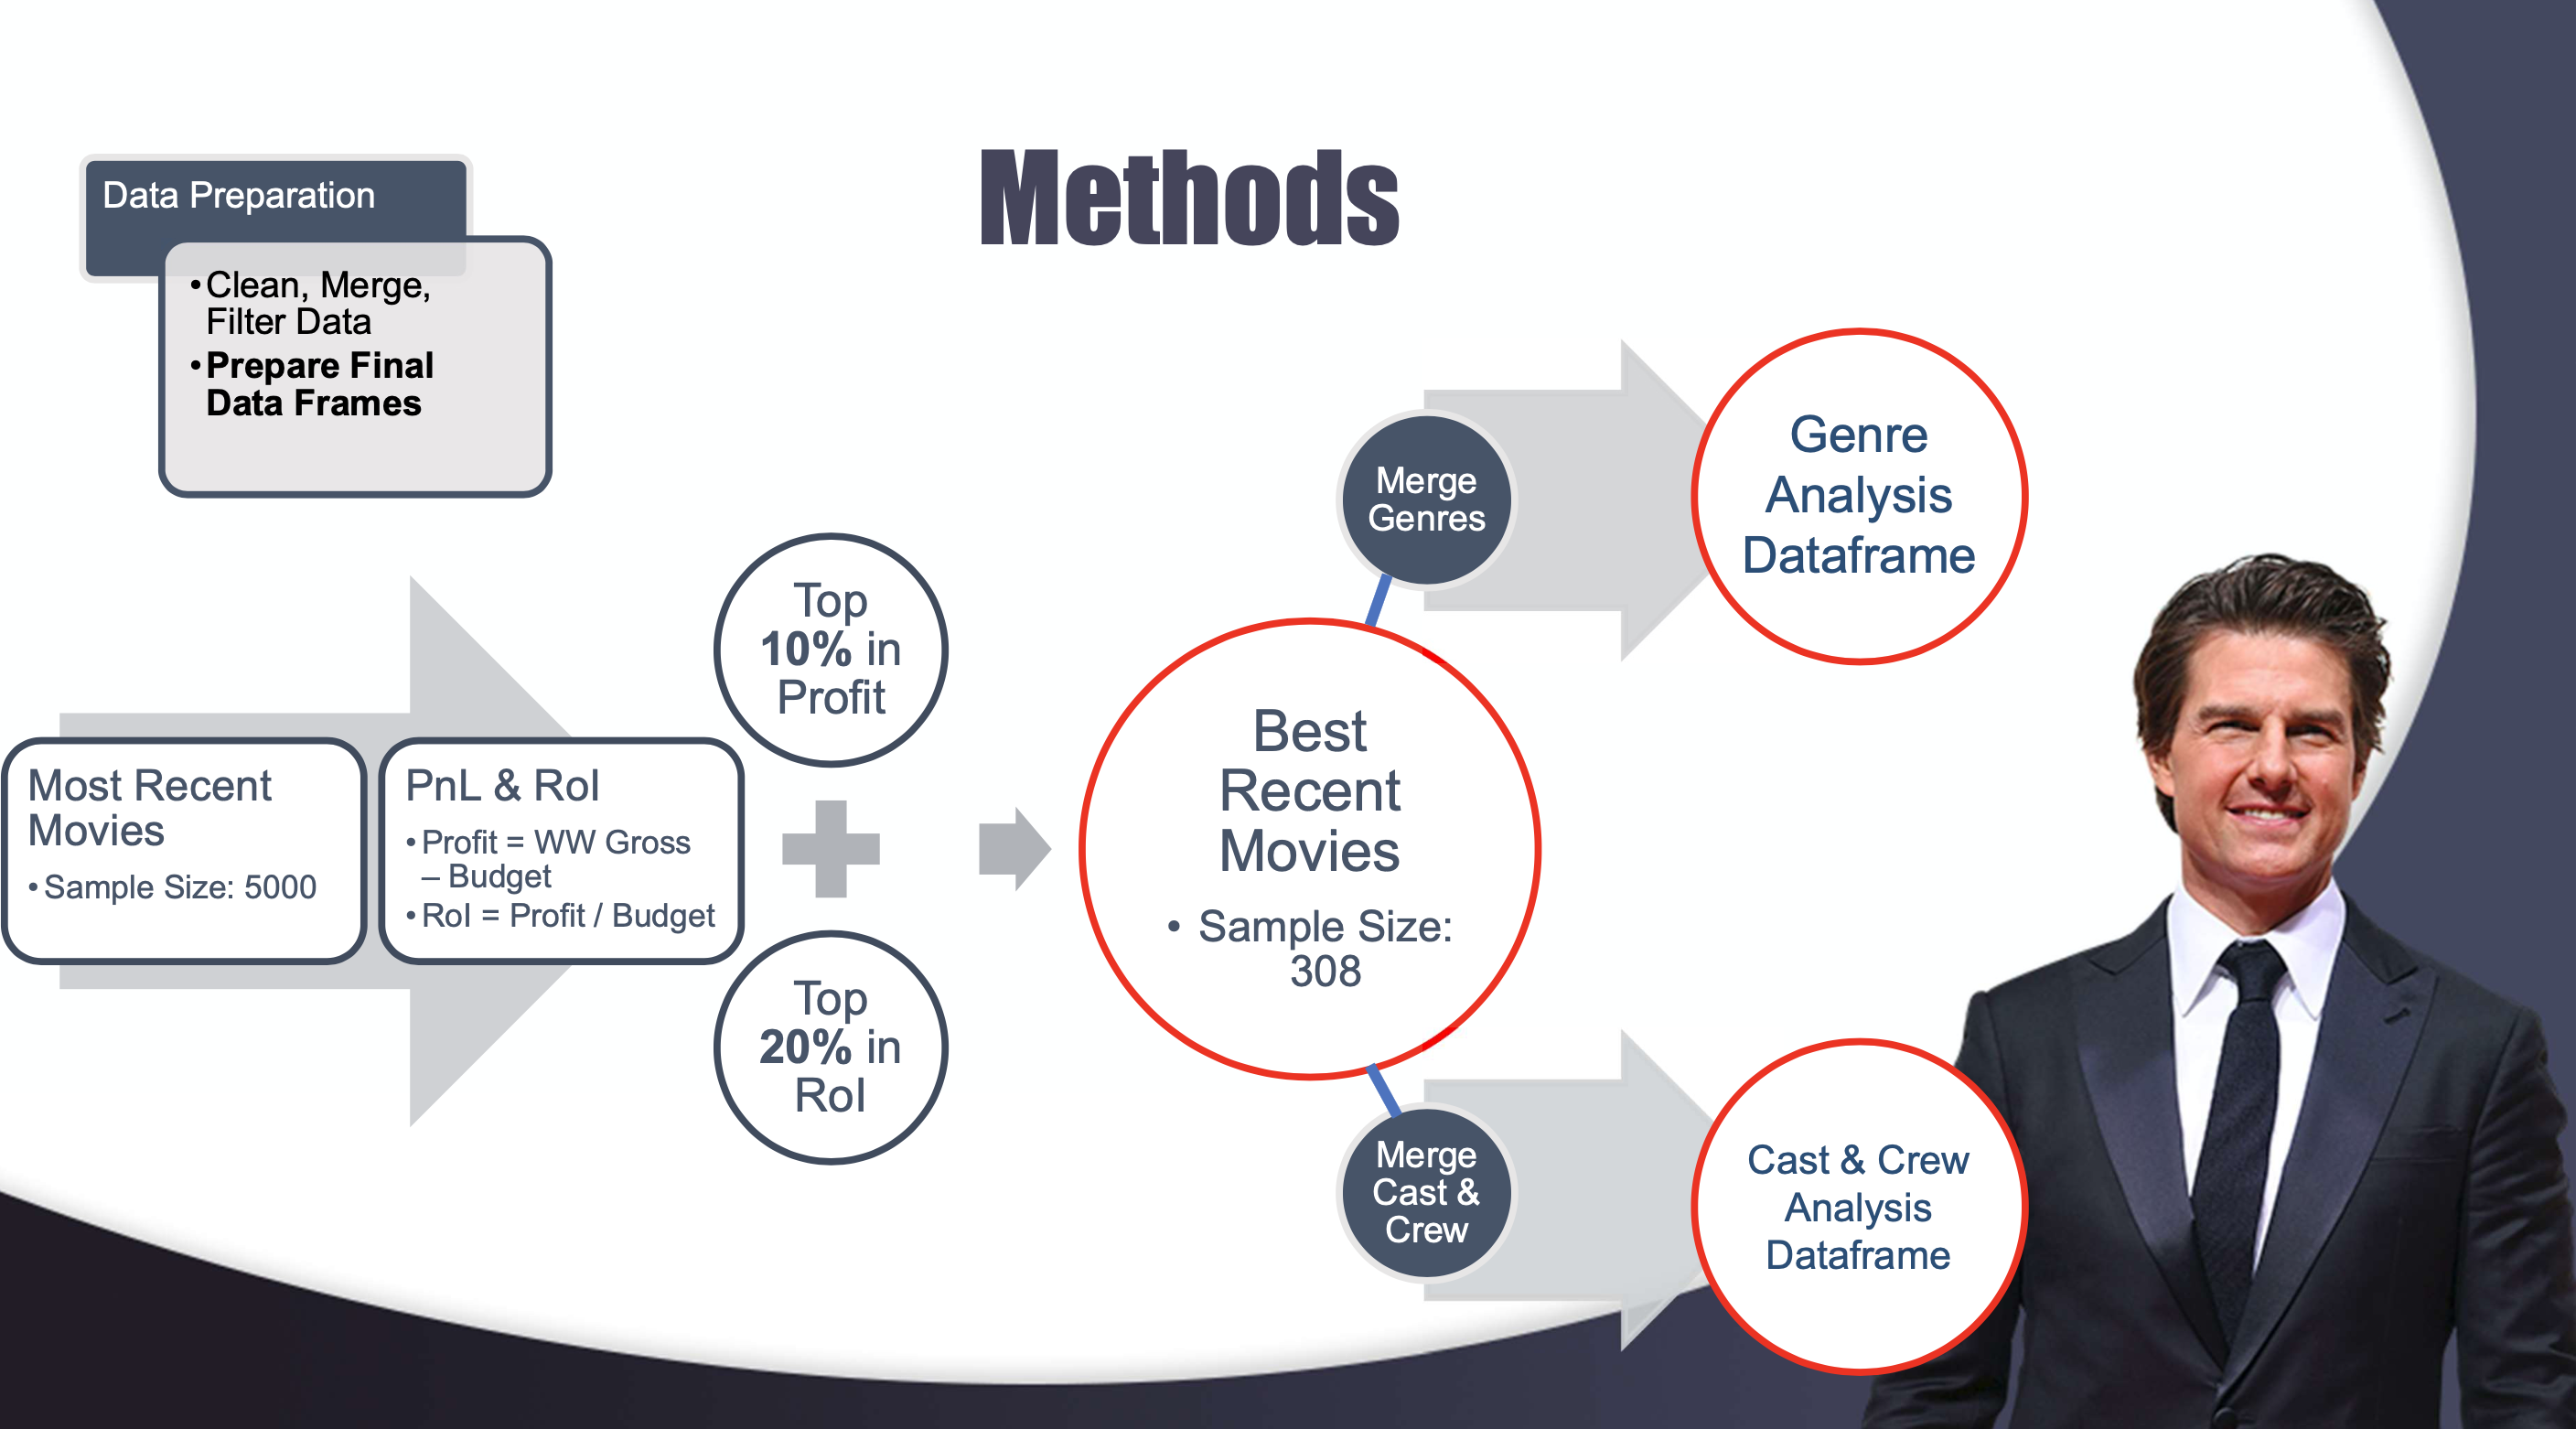 Methods
Data Preparation
•Clean, Merge,
Filter Data
•Prepare Final
Data Frames
Most Recent
Movies
•Sample Size: 5000
PnL & RoI
•Profit = WW Gross
– Budget
•RoI = Profit / Budget
Top
10% in
Profit
Top
20% in
RoI
Best
Recent
Movies
• Sample Size:
308
Merge
Genres
Genre
Analysis
Dataframe
Merge
Cast &
Crew
Cast & Crew
Analysis
Dataframe